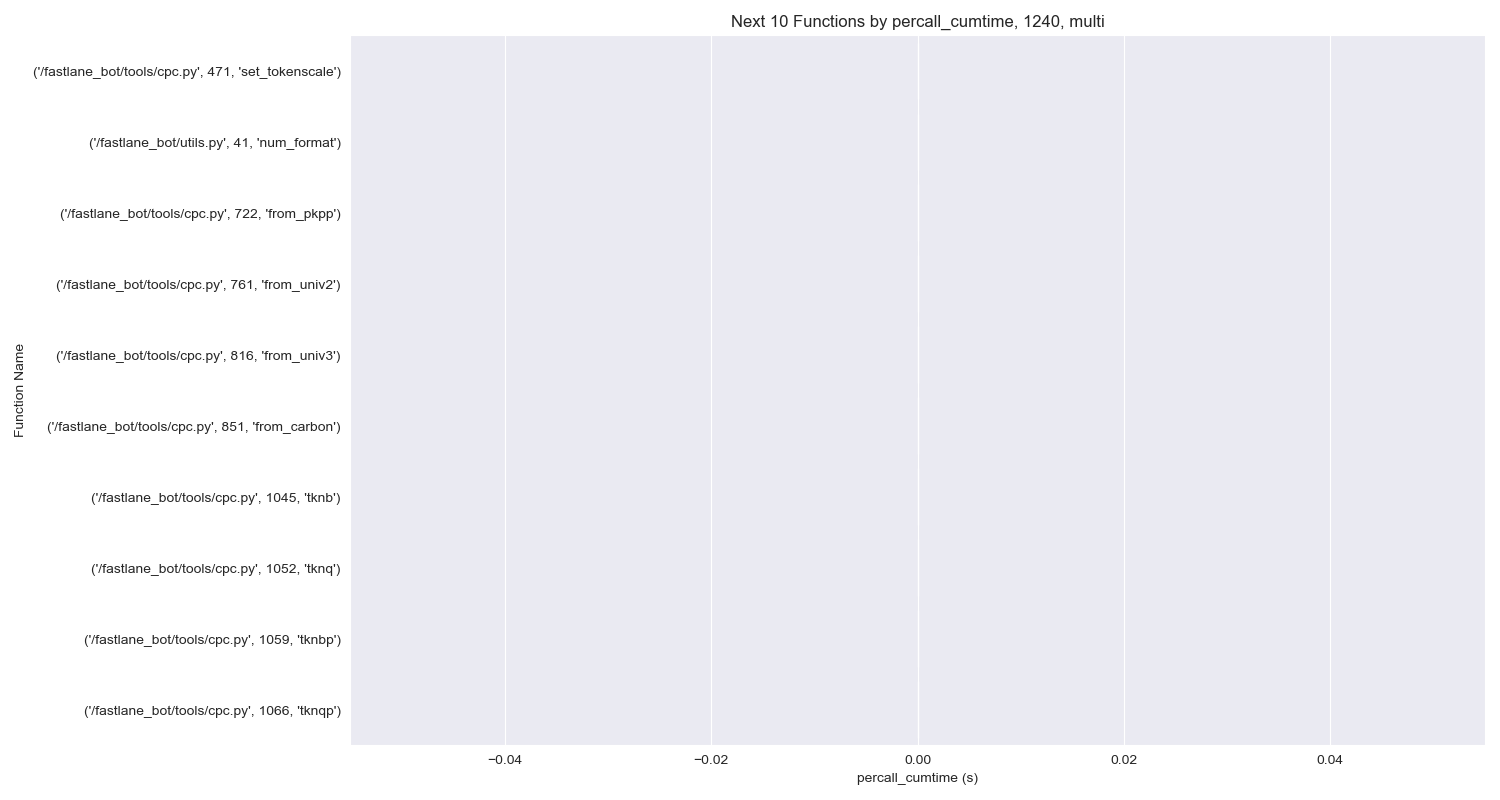 Next 10 Functions by percall_cumtime, 1240, multi
('/fastlane_bot/tools/cpc.py', 471, 'set_tokenscale')
('/fastlane_bot/utils.py', 41, 'num_format')
('/fastlane_bot/tools/cpc.py', 722, 'from_pkpp')
('/fastlane_bot/tools/cpc.py', 761, 'from_univ2')
('/fastlane_bot/tools/cpc.py', 816, 'from_univ3')
('/fastlane_bot/tools/cpc.py', 851, 'from_carbon')
('/fastlane_bot/tools/cpc.py', 1045, 'tknb')
('/fastlane_bot/tools/cpc.py', 1052, 'tknq')
('/fastlane_bot/tools/cpc.py', 1059, 'tknbp')
('/fastlane_bot/tools/cpc.py', 1066, 'tknqp')
Function Name
−0.04 −0.02 0.00 0.02 0.04
percall_cumtime (s)